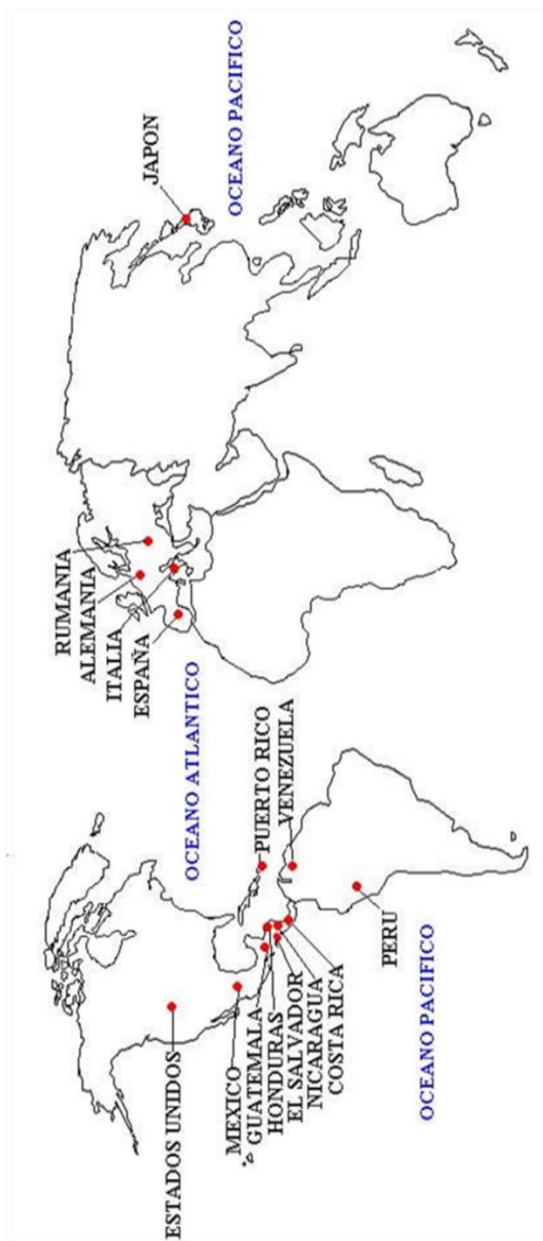 ESTADOS UNIDOS
MEXICO
GUATEMALA
HONDURAS
EL SALVADOR
NICARAGUA
COSTA RICA
PUERTO RICO
VENEZUELA
PERU
OCEANO PACIFICO
OCEANO ATLANTICO
RUMANIA
ALEMANIA
ITALIA
ESPAÑA
JAPON
OCEANO PACIFICO